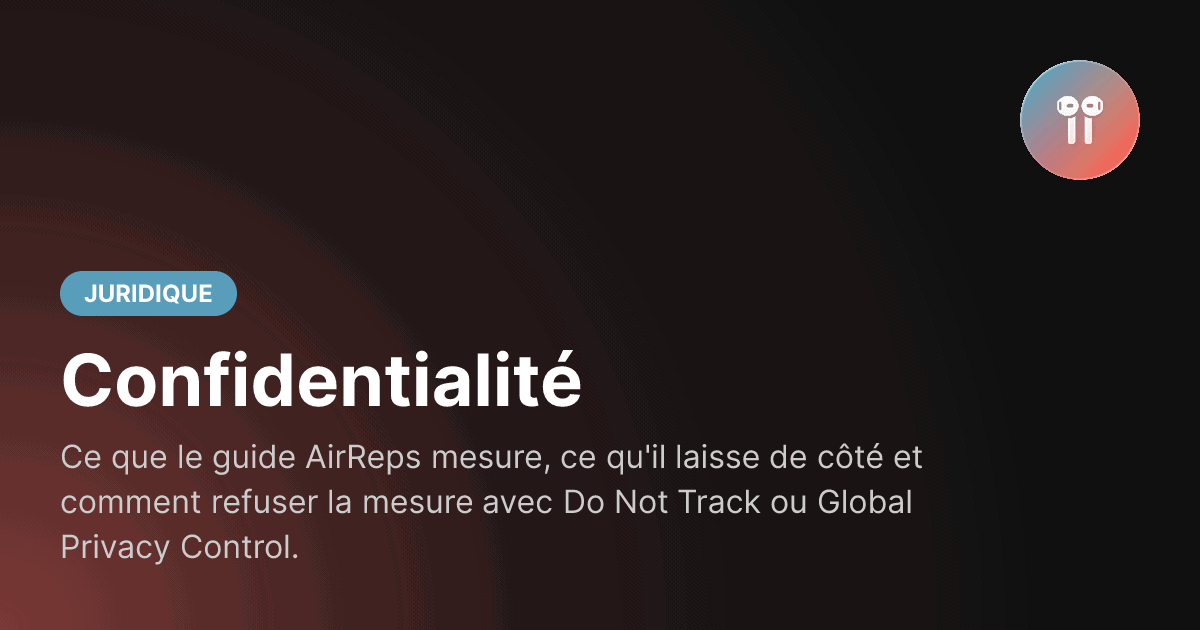 JURIDIQUE
Confidentialité
Ce que le guide AirReps mesure, ce qu'il laisse de côté et
comment refuser la mesure avec Do Not Track ou Global
Privacy Control.